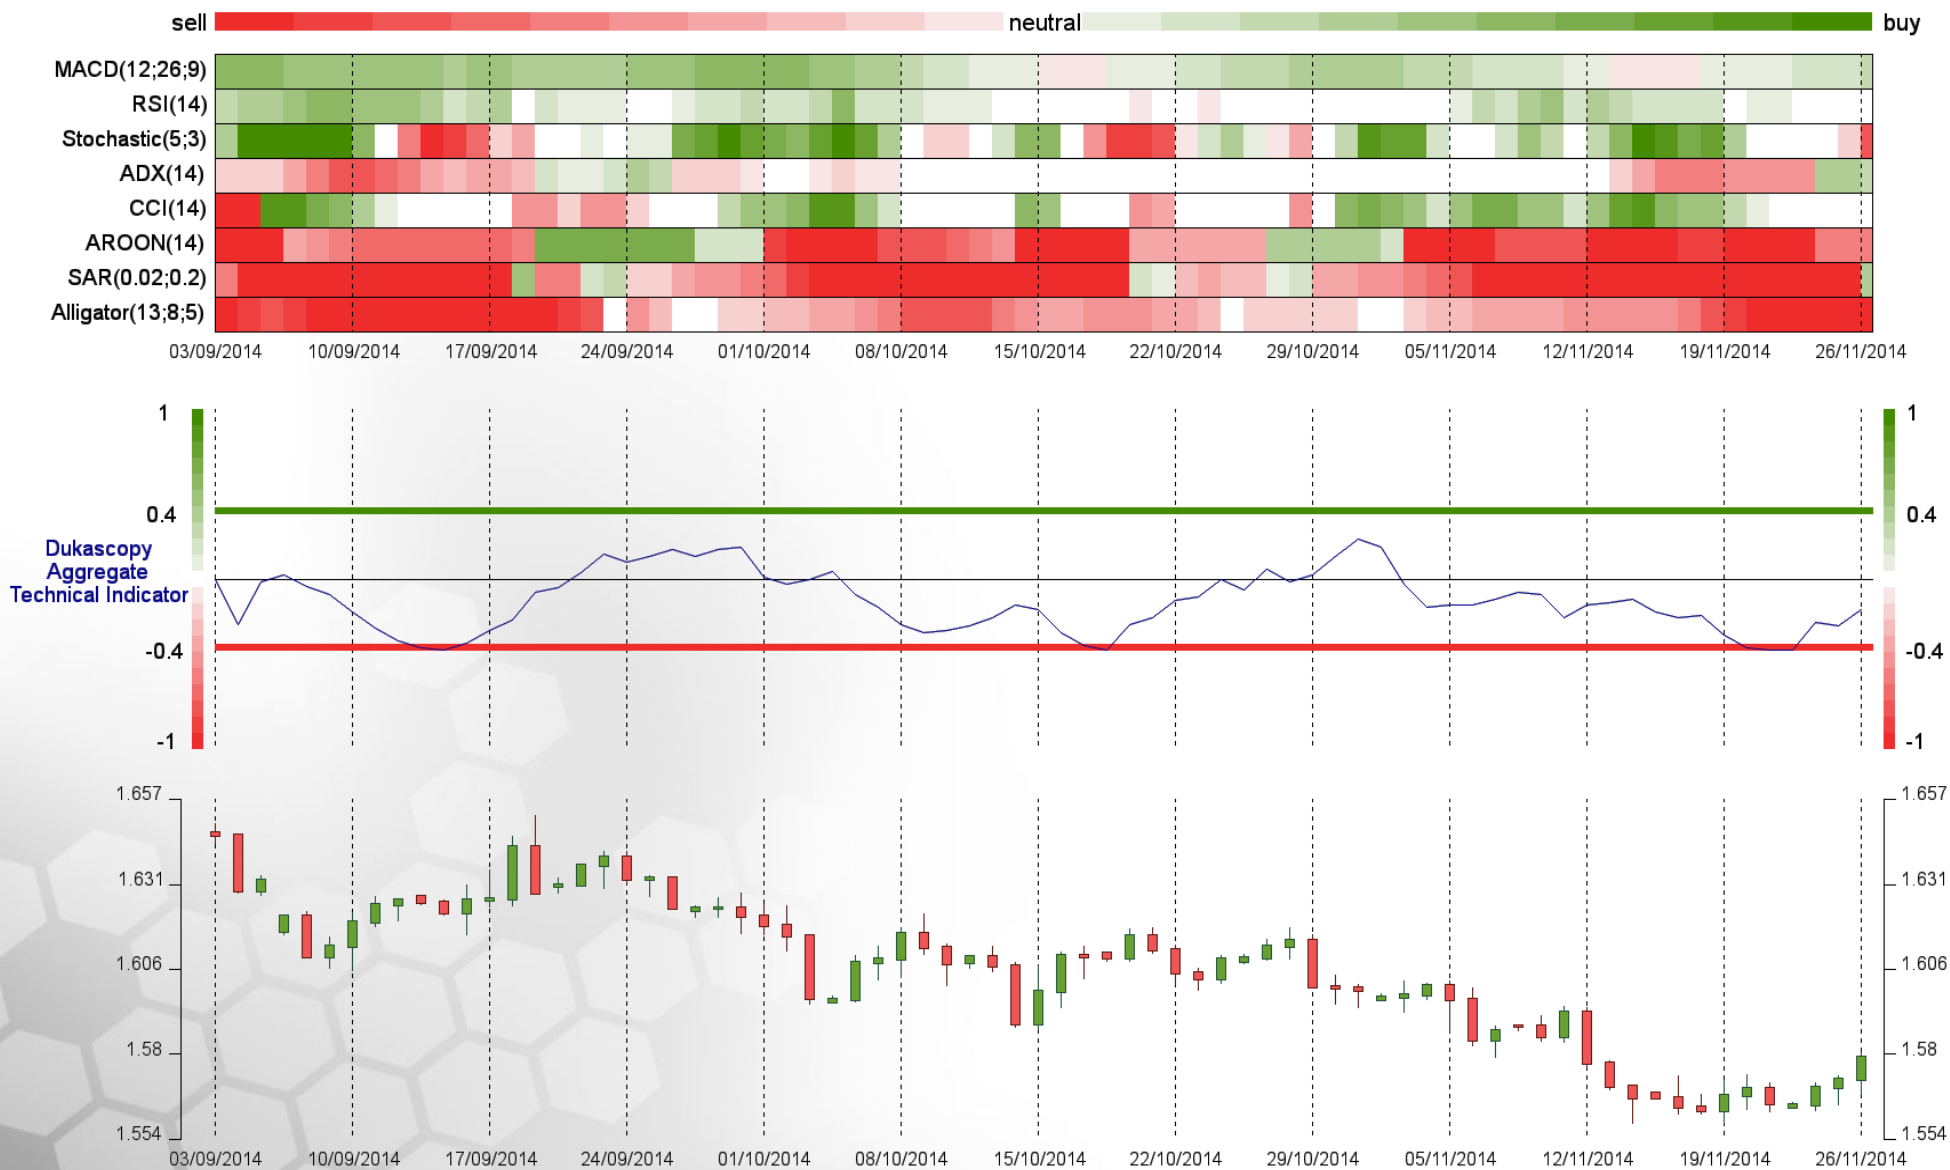 sell neutral buy
MACD(12;26;9)
RSI(14)
Stochastic(5;3)
ADX(14)
CCI(14)
AROON(14)
SAR(0.02;0.2)
Alligator(13;8;5)
03/09/2014 10/09/2014 17/09/2014 24/09/2014 01/10/2014 08/10/2014 15/10/2014 22/10/2014 29/10/2014 05/11/2014 12/11/2014 19/11/2014 26/11/2014
1 1
0.4 0.4
Dukascopy
Aggregate
Technical Indicator
-0.4 -0.4
-1 -1
1.657 1.657
1.631 1.631
1.606 1.606
1.58 1.58
1.554 1.554
03/09/2014 10/09/2014 17/09/2014 24/09/2014 01/10/2014 08/10/2014 15/10/2014 22/10/2014 29/10/2014 05/11/2014 12/11/2014 19/11/2014 26/11/2014